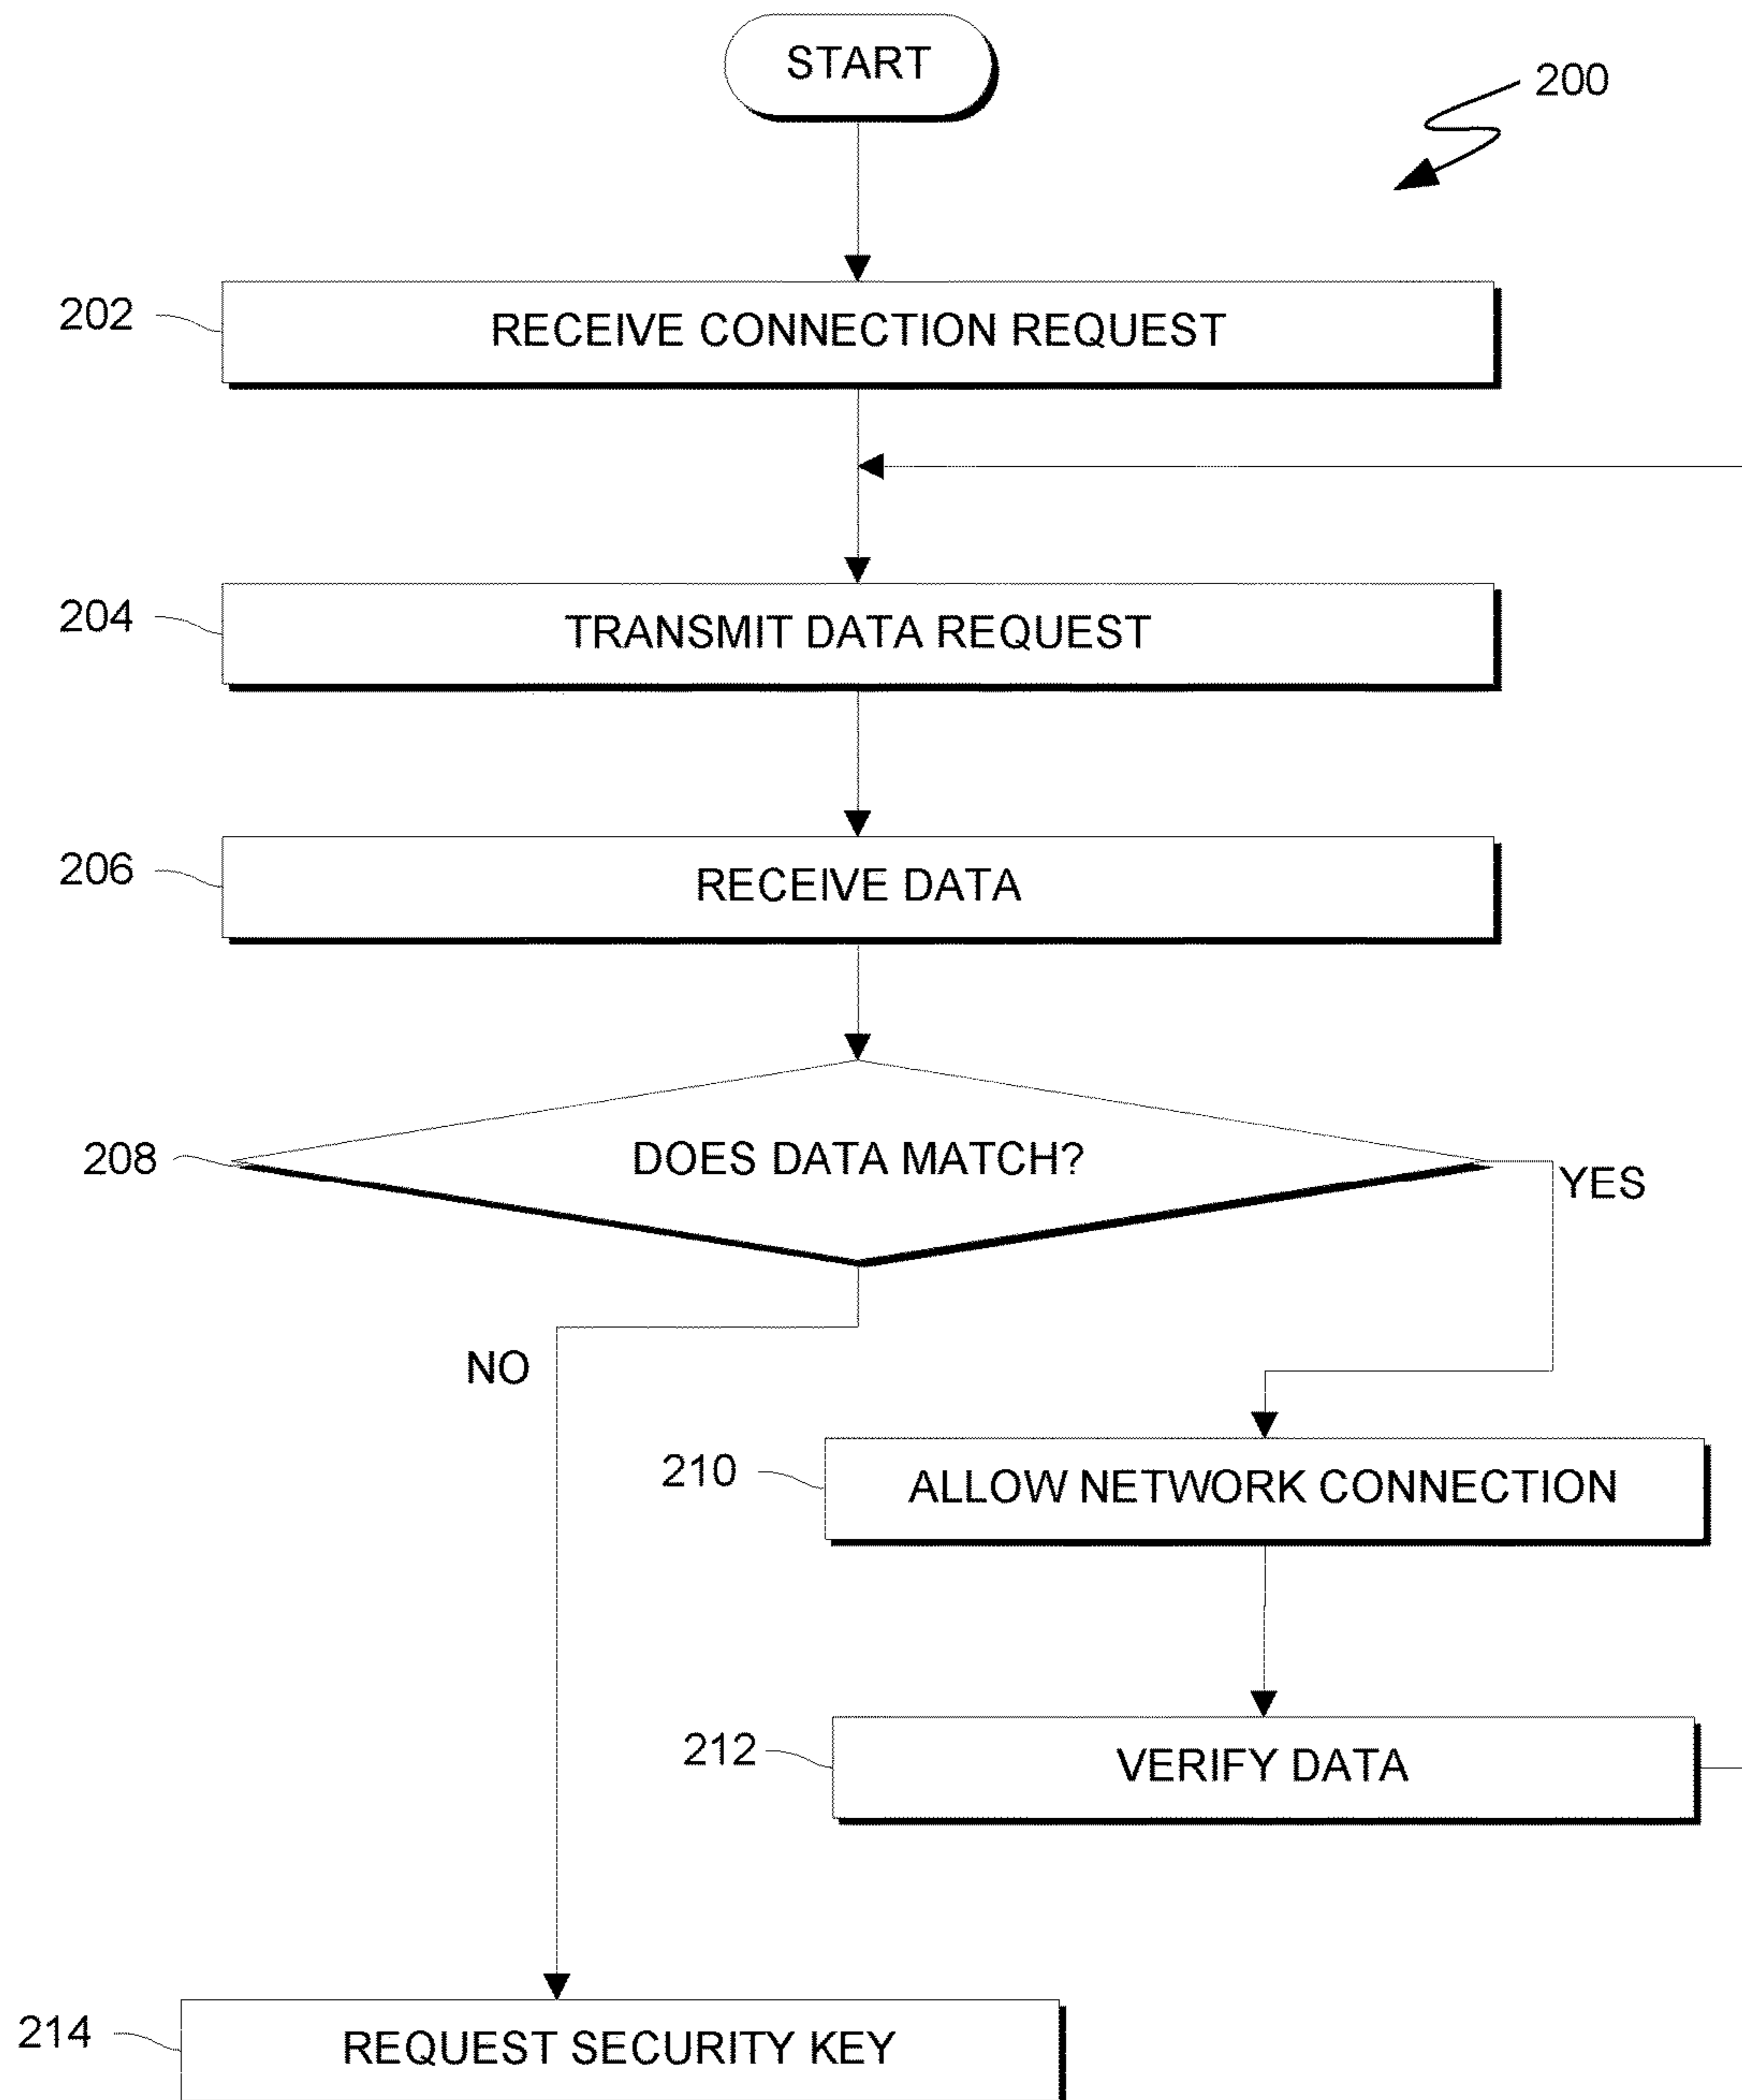 START
200
202
RECEIVE CONNECTION REQUEST
204
TRANSMIT DATA REQUEST
206
RECEIVE DATA
208
DOES DATA MATCH?
YES
NO
210
ALLOW NETWORK CONNECTION
212
VERIFY DATA
214
REQUEST SECURITY KEY